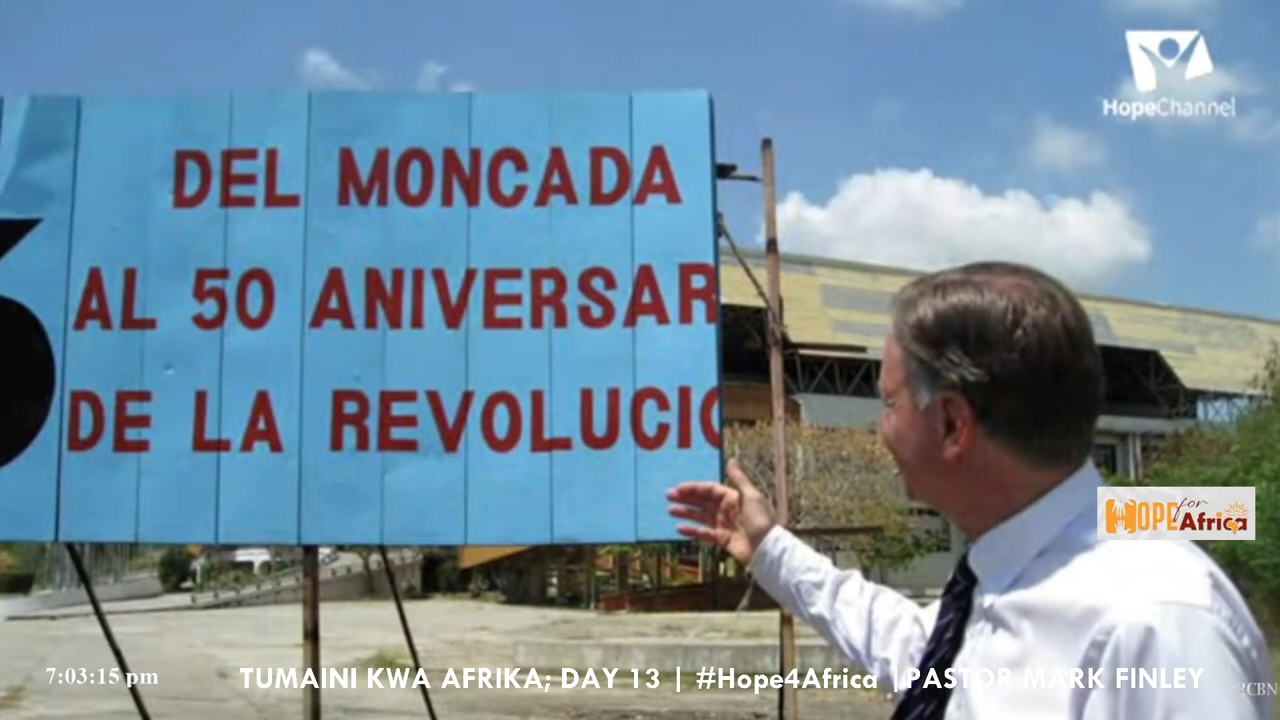 HopeChannel
DEL MONCADA
AL 50 ANIVERSAR
DE LA REVOLUCIO
HOPE for Africa
7:03:15 pm
TUMAINI KWA AFRIKA; DAY 13 | #Hope4Africa | PASTOR MARK FINLEY
2CBN